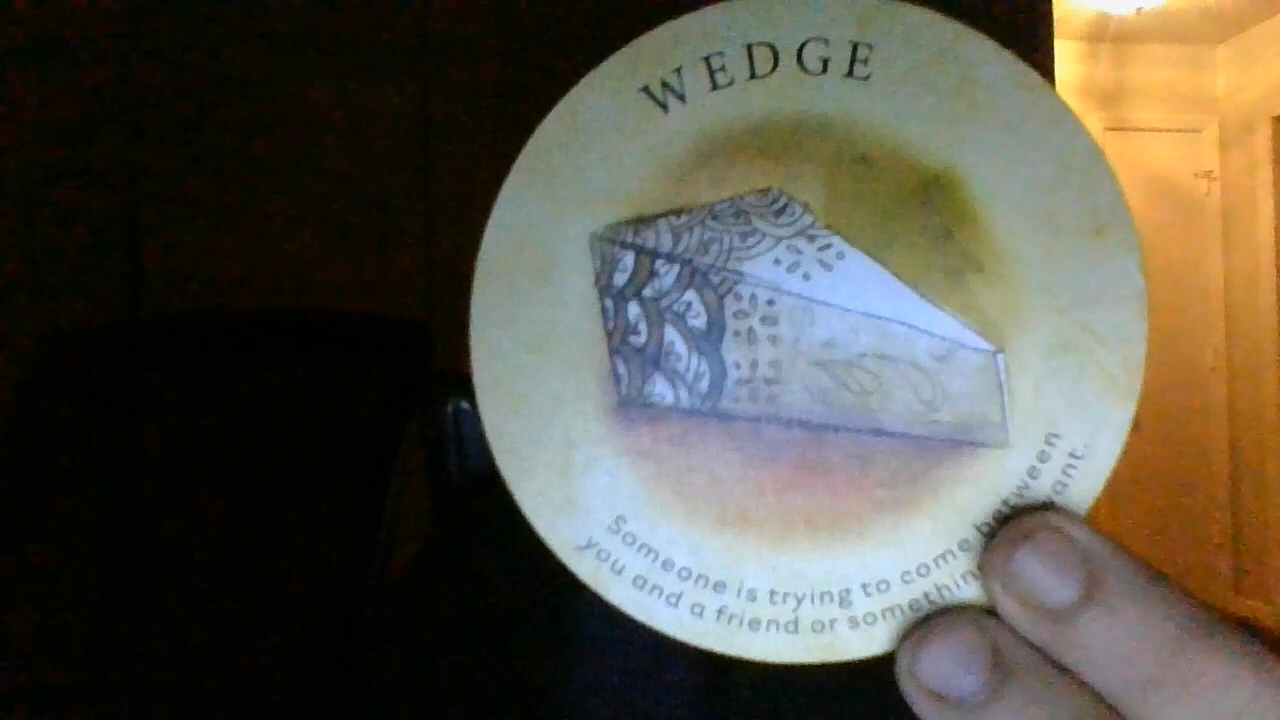 WEDGE
Someone is trying to come between
you and a friend or something